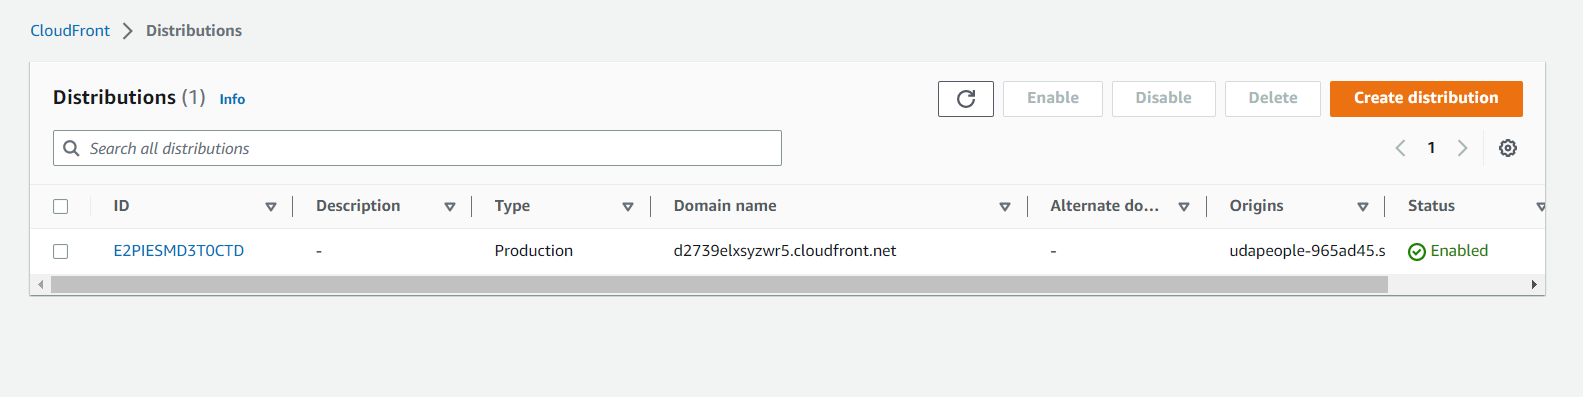 CloudFront > Distributions
Distributions (1) Info
Enable Disable Delete Create distribution
Search all distributions
1
ID Description Type Domain name Alternate do... Origins Status
E2PIESMD3T0CTD - Production d2739elxsyzwr5.cloudfront.net - udapeople-965ad45.s Enabled